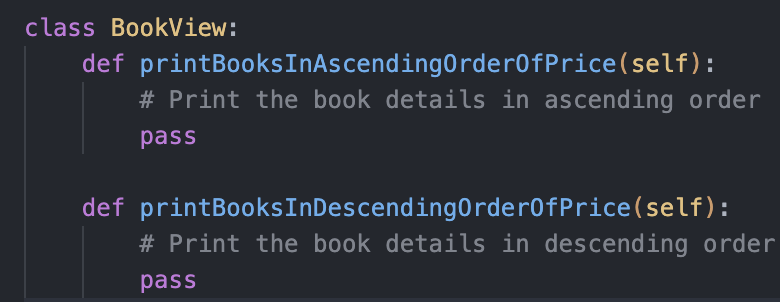 class BookView:
    def printBooksInAscendingOrderOfPrice(self):
        # Print the book details in ascending order
        pass

    def printBooksInDescendingOrderOfPrice(self):
        # Print the book details in descending order
        pass